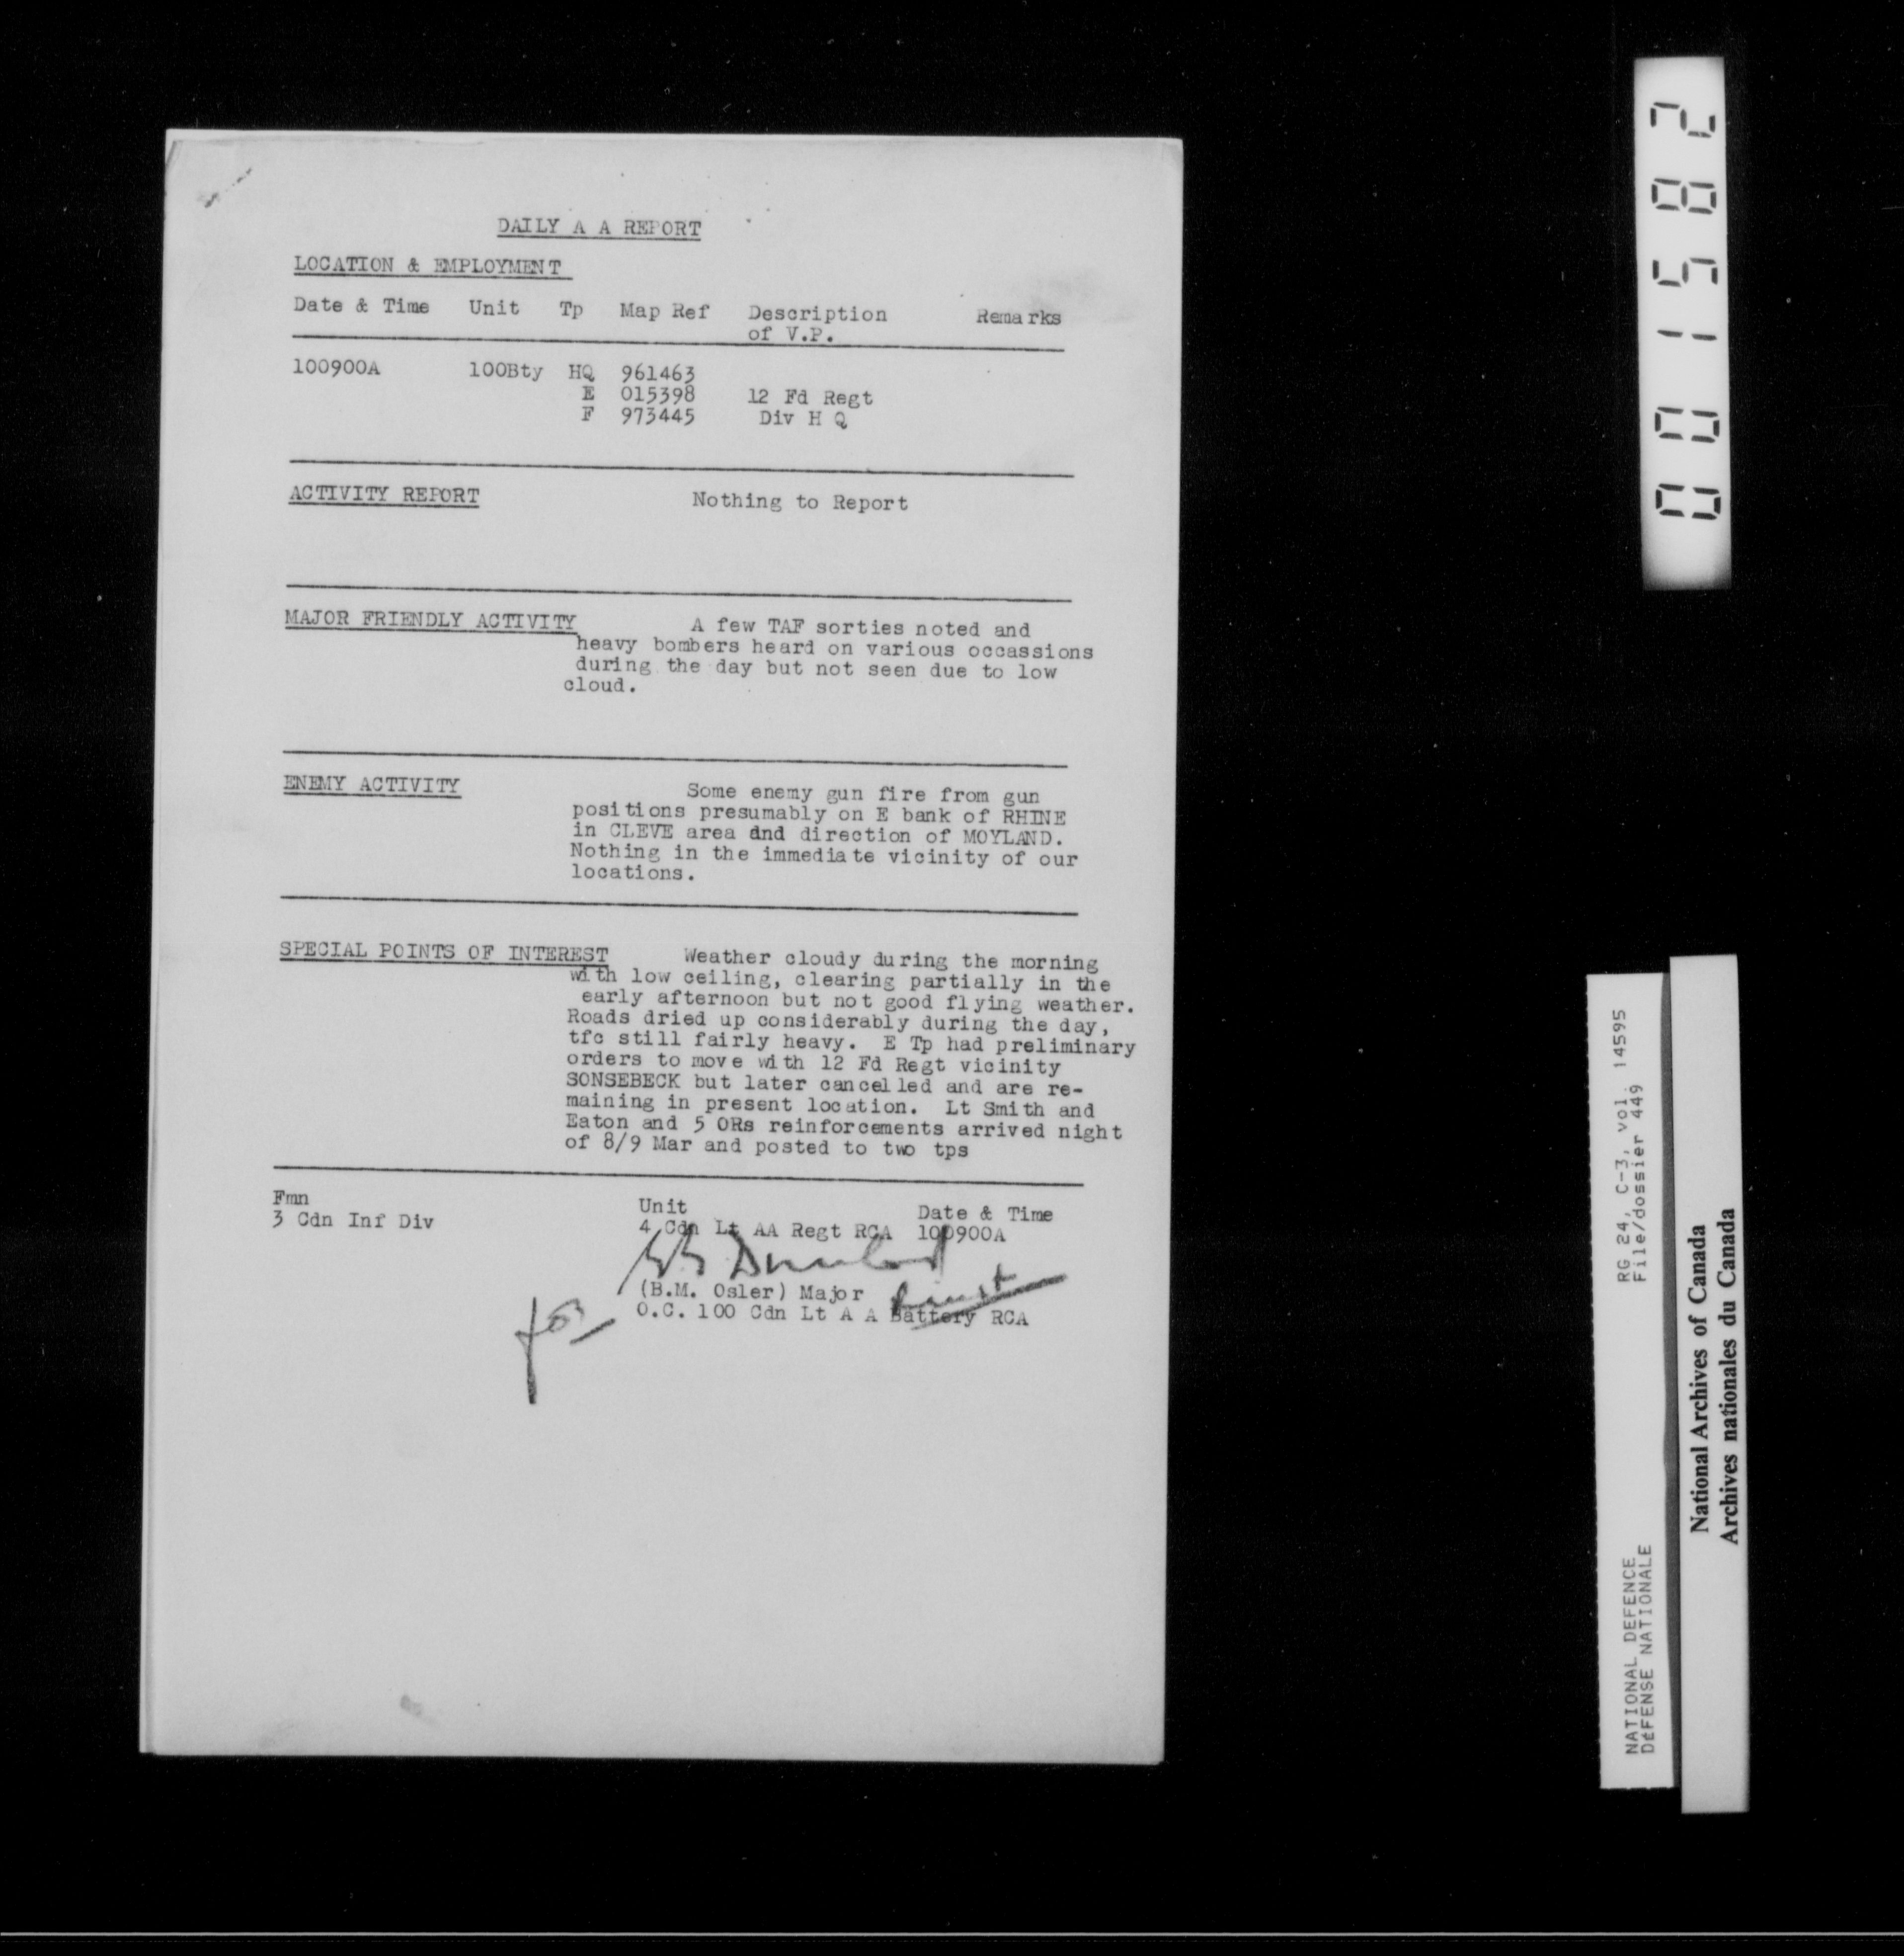 DAILY A A REPORT
LOCATION & EMPLOYMENT
Date & Time Unit Tp Map Ref Description Remarks
of V.P.
100900A 100Bty HQ 961463
E 015398 12 Fd Regt
F 973445 Div H Q
ACTIVITY REPORT Nothing to Report
MAJOR FRIENDLY ACTIVITY A few TAF sorties noted and
heavy bombers heard on various occassions
during the day but not seen due to low
cloud.
ENEMY ACTIVITY Some enemy gun fire from gun
positions presumably on E bank of RHINE
in CLEVE area and direction of MOYLAND.
Nothing in the immediate vicinity of our
locations.
SPECIAL POINTS OF INTEREST Weather cloudy during the morning
with low ceiling, clearing partially in the
early afternoon but not good flying weather.
Roads dried up considerably during the day,
tfc still fairly heavy. E Tp had preliminary
orders to move with 12 Fd Regt vicinity
SONSEBECK but later cancelled and are re-
maining in present location. Lt Smith and
Eaton and 5 ORs reinforcements arrived night
of 8/9 Mar and posted to two tps
Fmn Unit Date & Time
3 Cdn Inf Div 4 Cdn Lt AA Regt RCA 100900A
(B.M. Osler) Major
for O.C. 100 Cdn Lt A A Battery RCA
001582
RG 24, C-3, vol. 14595
File/dossier 449
NATIONAL DEFENCE
DÉFENSE NATIONALE
National Archives of Canada
Archives nationales du Canada